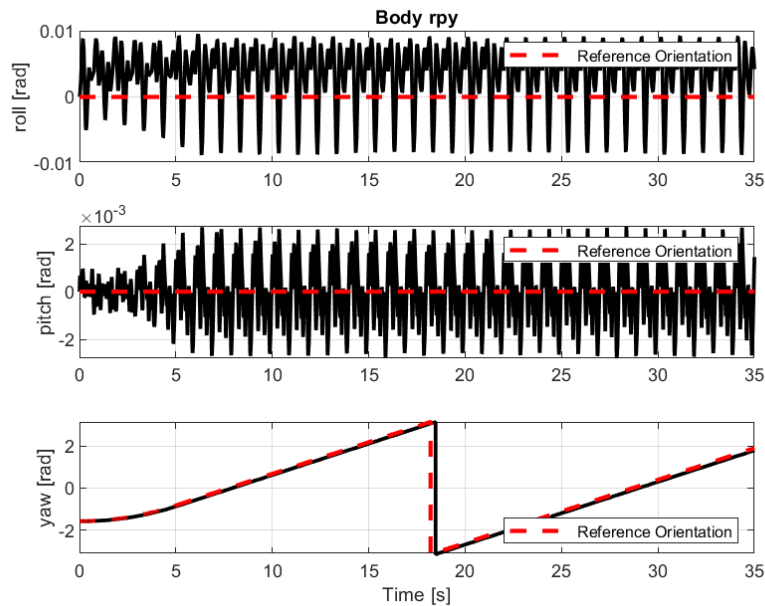 Body rpy
0.01
0
-0.01
roll [rad]
Reference Orientation
0 5 10 15 20 25 30 35
×10-3
2
0
-2
pitch [rad]
Reference Orientation
0 5 10 15 20 25 30 35
2
0
-2
yaw [rad]
Reference Orientation
0 5 10 15 20 25 30 35
Time [s]